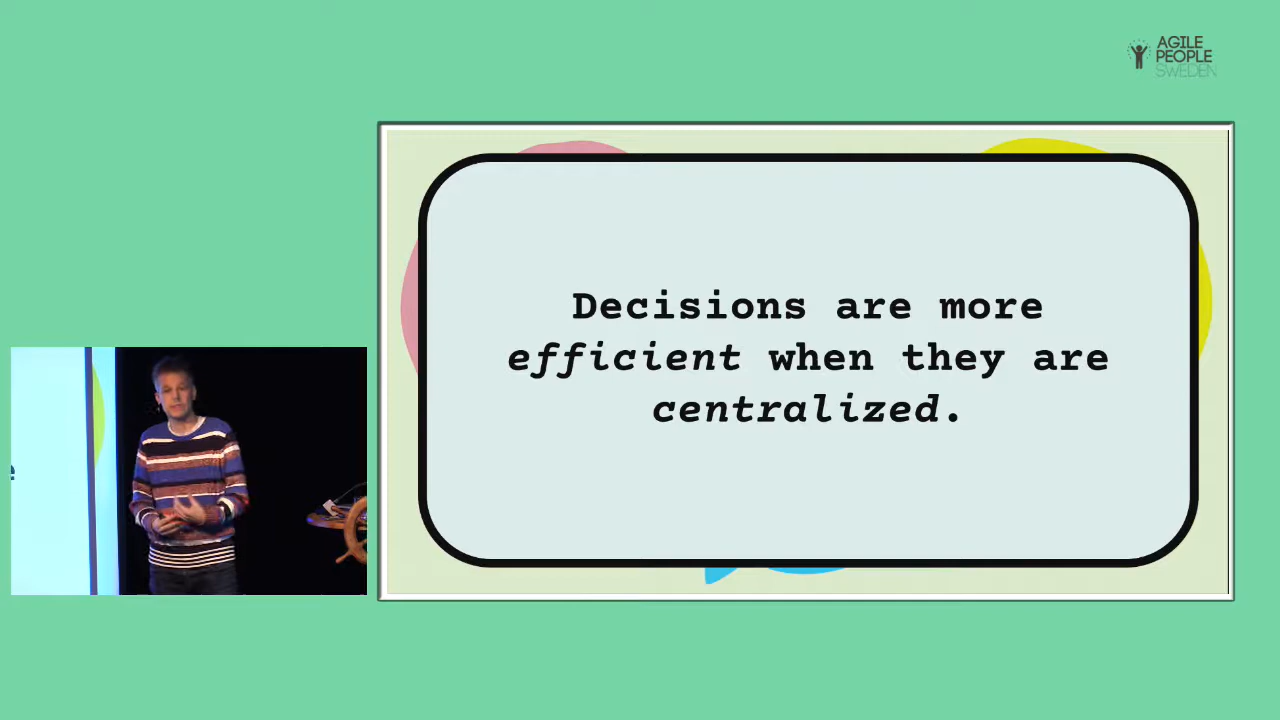 AGILE
PEOPLE
SWEDEN
Decisions are more
efficient when they are
centralized.
e